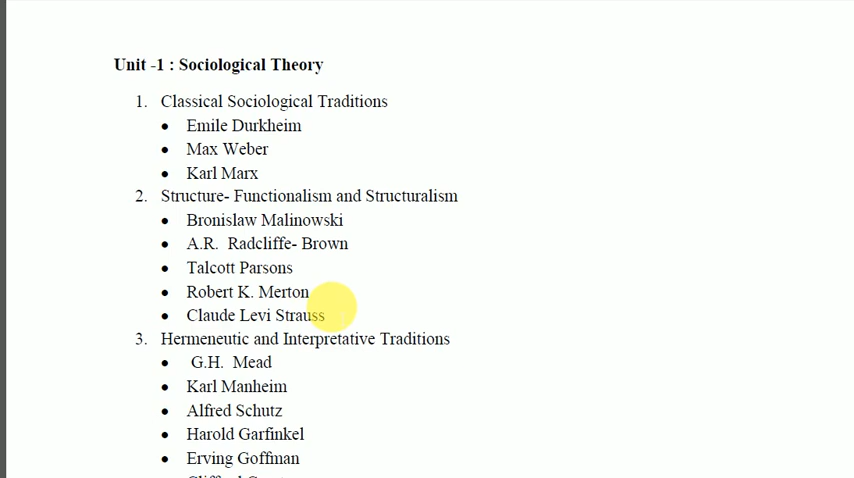 Unit -1 : Sociological Theory
1. Classical Sociological Traditions
• Emile Durkheim
• Max Weber
• Karl Marx
2. Structure- Functionalism and Structuralism
• Bronislaw Malinowski
• A.R. Radcliffe- Brown
• Talcott Parsons
• Robert K. Merton
• Claude Levi Strauss
3. Hermeneutic and Interpretative Traditions
• G.H. Mead
• Karl Manheim
• Alfred Schutz
• Harold Garfinkel
• Erving Goffman